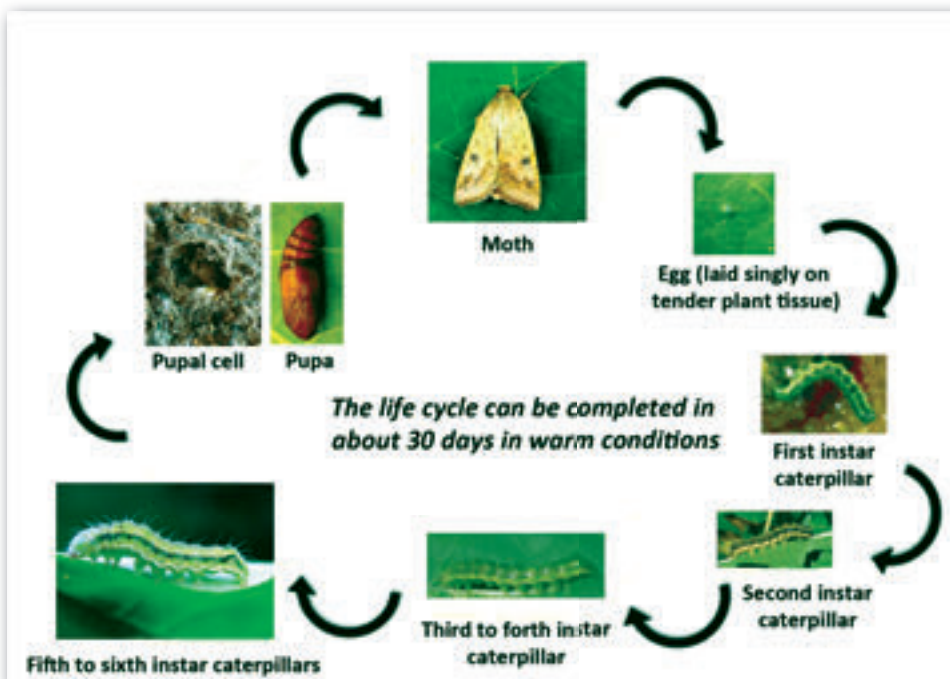 Moth
Egg (laid singly on
tender plant tissue)
First instar
caterpillar
Second instar
caterpillar
Third to forth instar
caterpillar
Fifth to sixth instar caterpillars
Pupal cell
Pupa
The life cycle can be completed in
about 30 days in warm conditions